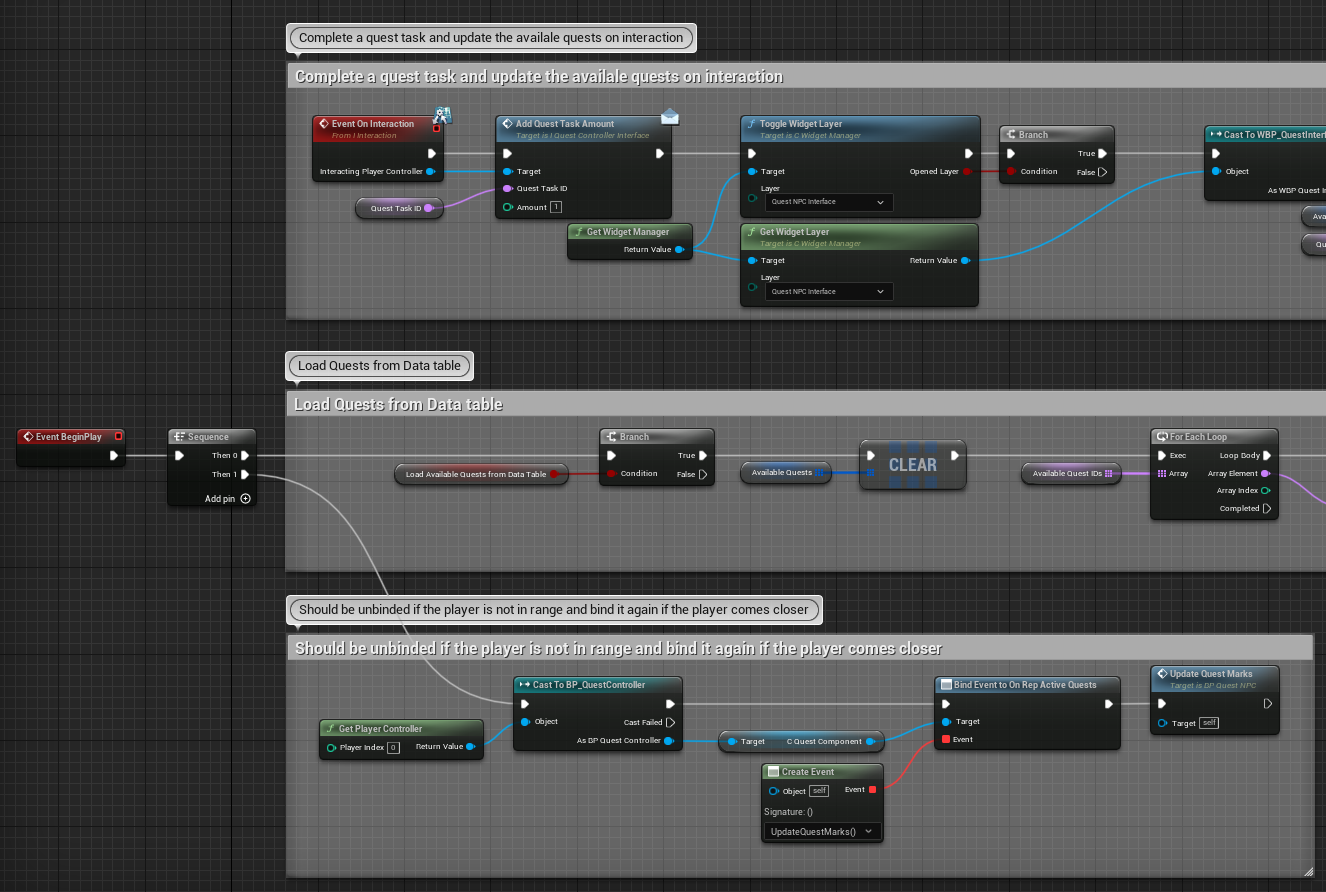 Complete a quest task and update the availale quests on interaction
Complete a quest task and update the availale quests on interaction
Event On Interaction
From I Interaction
Interacting Player Controller
Quest Task ID
Add Quest Task Amount
Target is I Quest Controller Interface
Target
Quest Task ID
Amount 1
Get Widget Manager
Return Value
Toggle Widget Layer
Target is C Widget Manager
Target
Opened Layer
Layer
Quest NPC Interface
Get Widget Layer
Target is C Widget Manager
Target
Return Value
Layer
Quest NPC Interface
Branch
True
Condition
False
Cast To WBP_QuestInterf
Object
As WBP Quest In
Ava
Qu
Load Quests from Data table
Load Quests from Data table
Event BeginPlay
Sequence
Then 0
Then 1
Add pin
Load Available Quests from Data Table
Branch
True
Condition
False
Available Quests
CLEAR
Available Quest IDs
For Each Loop
Exec
Loop Body
Array
Array Element
Array Index
Completed
Should be unbinded if the player is not in range and bind it again if the player comes closer
Should be unbinded if the player is not in range and bind it again if the player comes closer
Get Player Controller
Player Index 0
Return Value
Cast To BP_QuestController
Object
Cast Failed
As BP Quest Controller
Target
C Quest Component
Create Event
Object self
Event
Signature: ()
UpdateQuestMarks()
Bind Event to On Rep Active Quests
Target
Event
Update Quest Marks
Target is BP Quest NPC
Target self